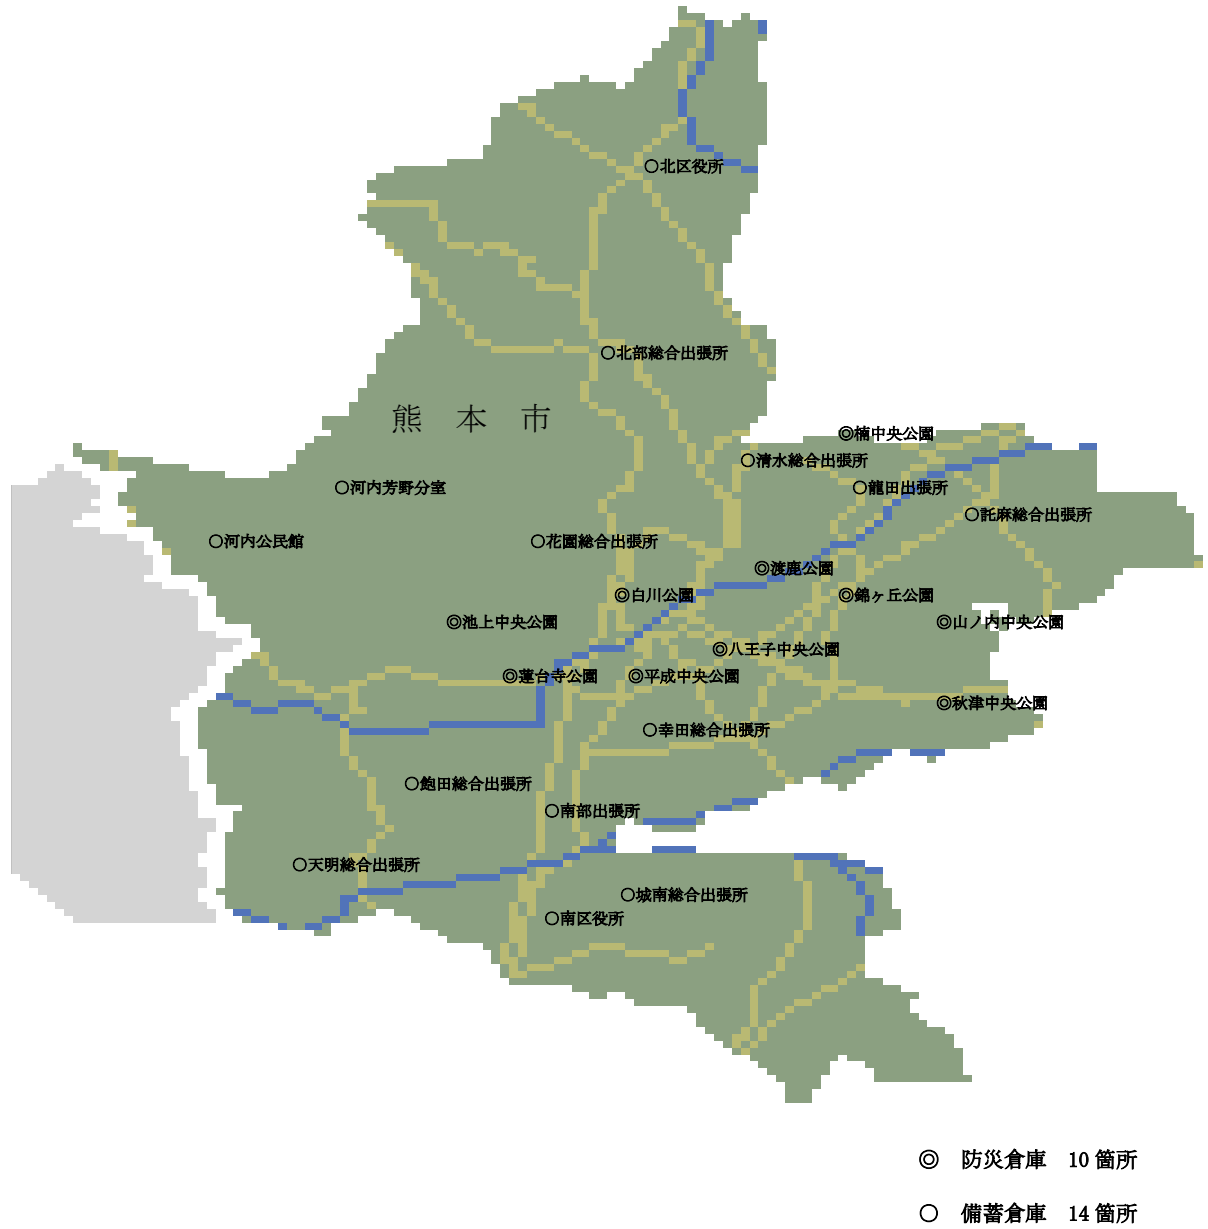 ○北区役所
○北部総合出張所
熊 本 市
◎楠中央公園
○清水総合出張所
○河内芳野分室
○龍田出張所
○託麻総合出張所
○河内公民館
○花園総合出張所
◎渡鹿公園
◎白川公園
◎錦ヶ丘公園
◎池上中央公園
◎山ノ内中央公園
◎八王子中央公園
◎蓮台寺公園
◎平成中央公園
◎秋津中央公園
○幸田総合出張所
○飽田総合出張所
○南部出張所
○天明総合出張所
○城南総合出張所
○南区役所
◎ 防災倉庫 10 箇所
○ 備蓄倉庫 14 箇所